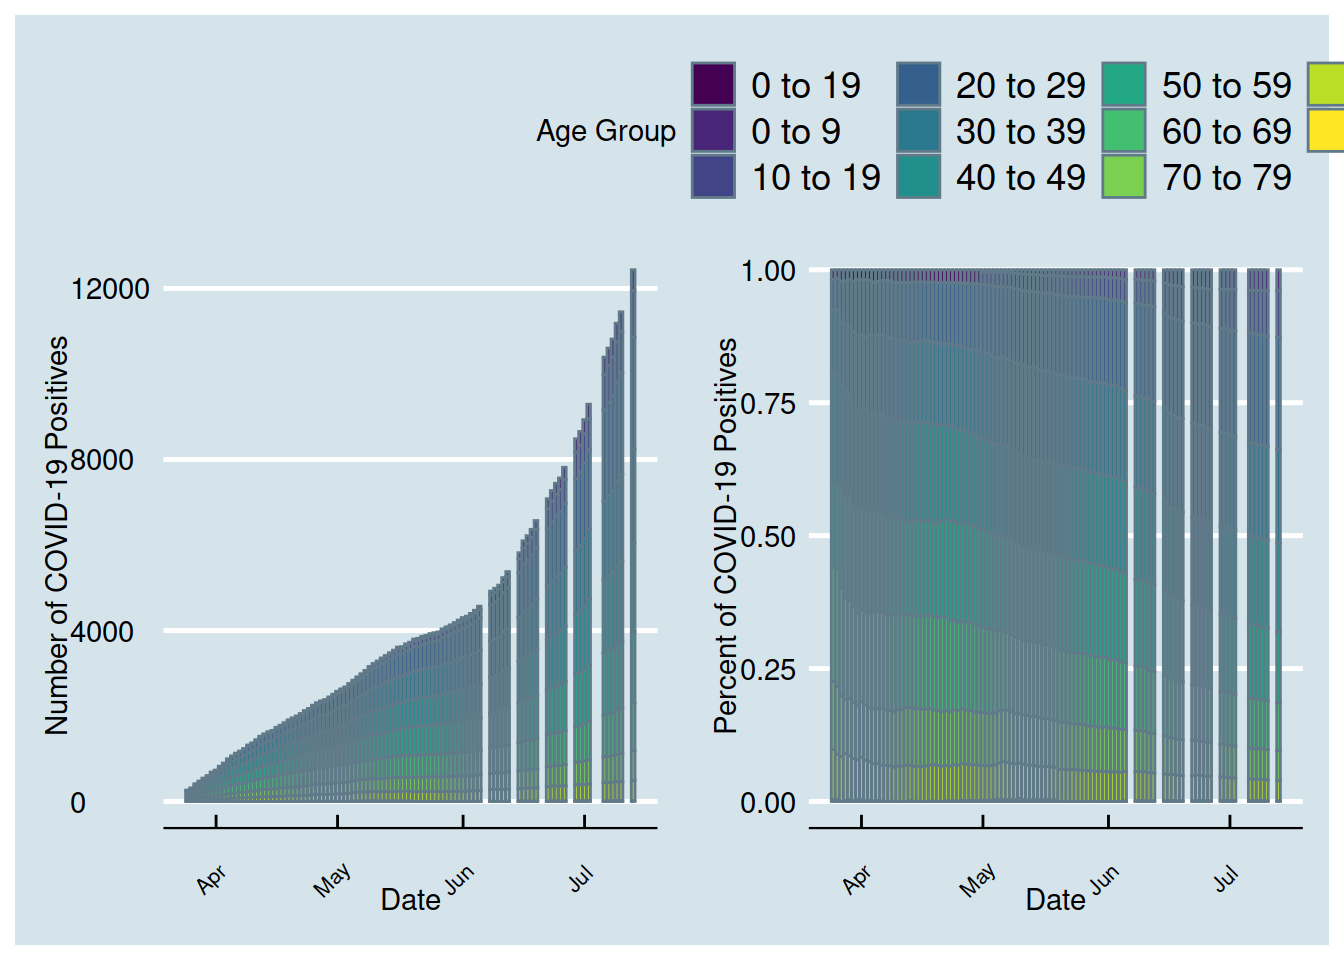 0 to 19 20 to 29 50 to 59
Age Group 0 to 9 30 to 39 60 to 69
10 to 19 40 to 49 70 to 79
Number of COVID-19 Positives
12000
8000
4000
0
Apr May Jun Jul
Date
Percent of COVID-19 Positives
1.00
0.75
0.50
0.25
0.00
Apr May Jun Jul
Date